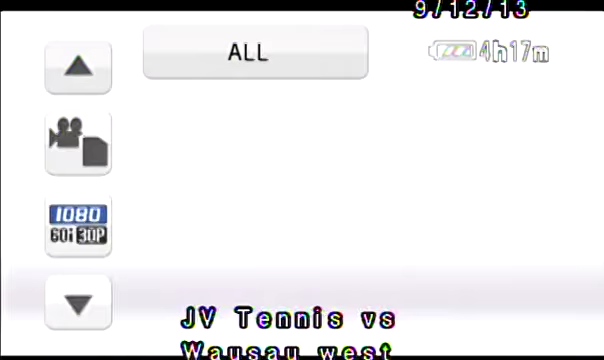 9/12/13
ALL
4h17m
1080
60i 30P
JV Tennis vs
Wausau west